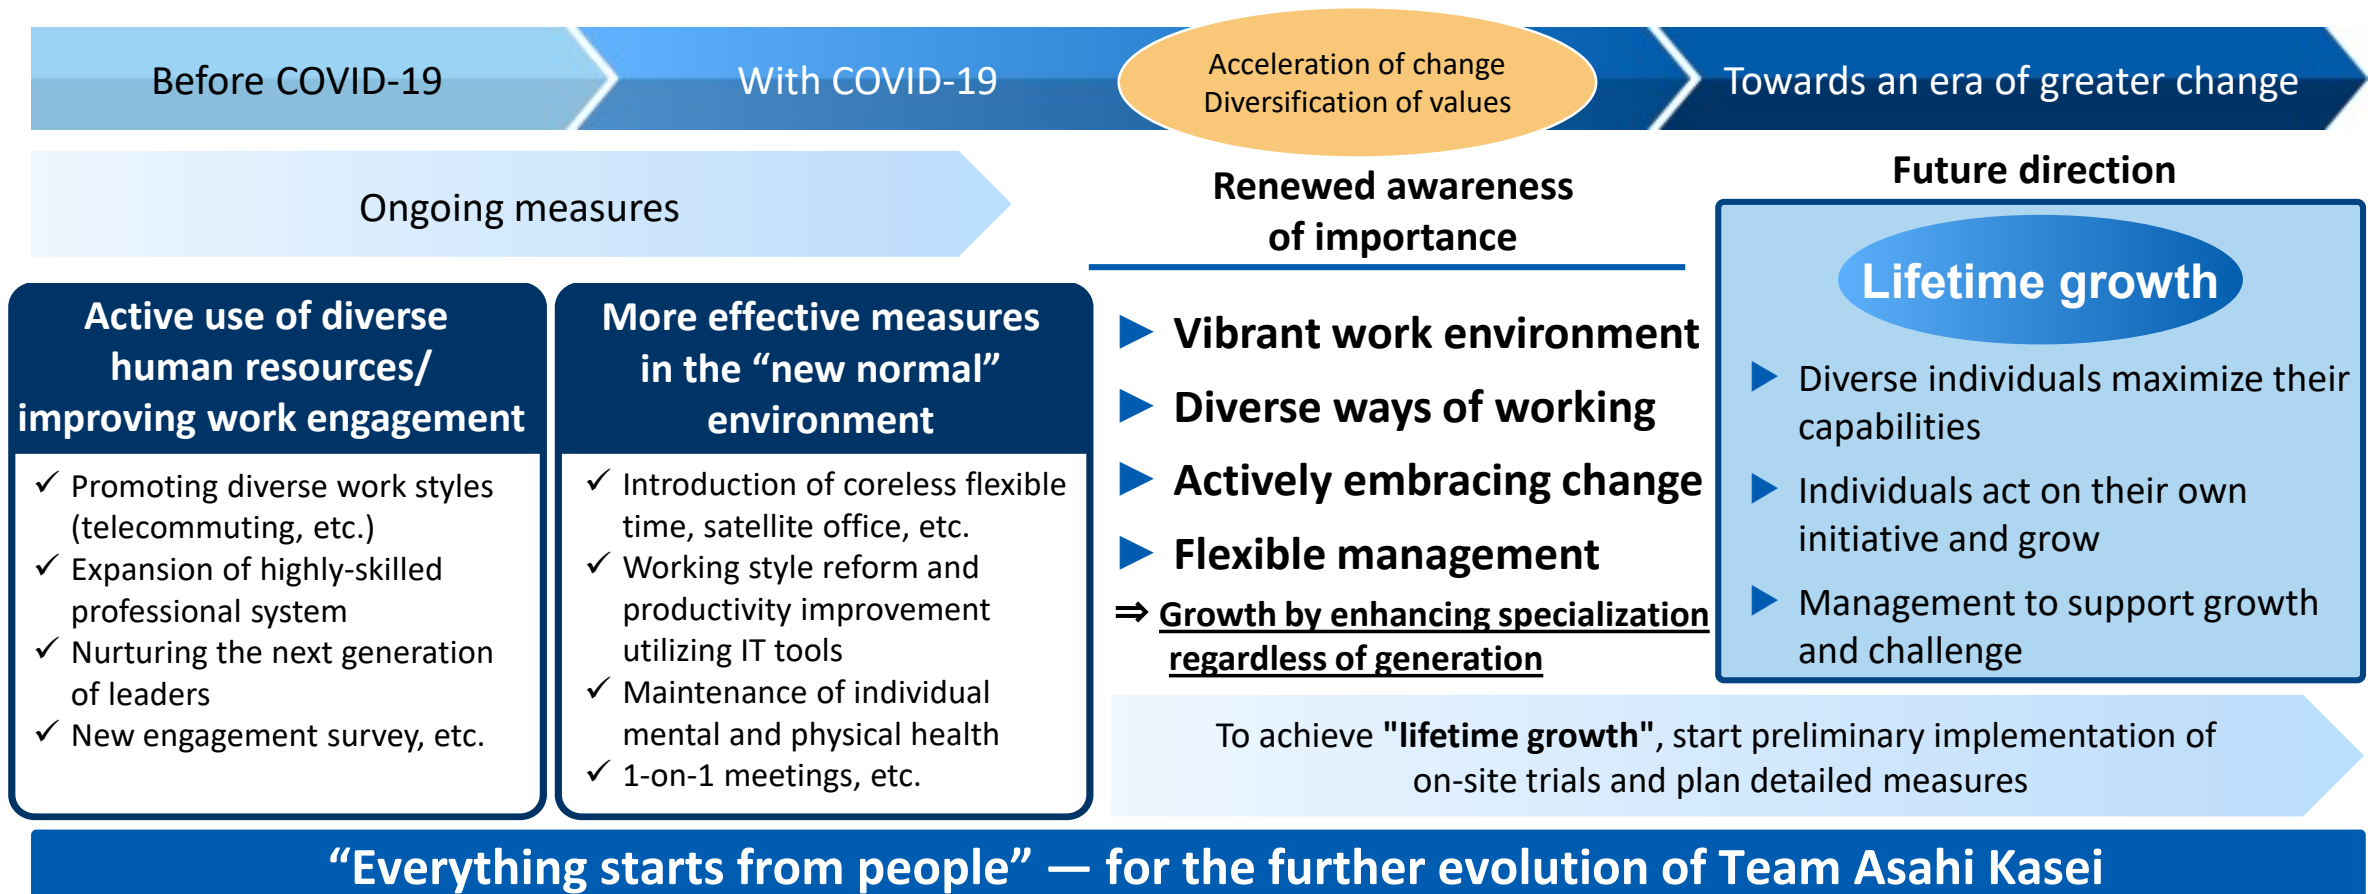 Before COVID-19
With COVID-19
Acceleration of change
Diversification of values
Towards an era of greater change
Ongoing measures
Active use of diverse
human resources/
improving work engagement
✓ Promoting diverse work styles
(telecommuting, etc.)
✓ Expansion of highly-skilled
professional system
✓ Nurturing the next generation
of leaders
✓ New engagement survey, etc.
More effective measures
in the “new normal”
environment
✓ Introduction of coreless flexible
time, satellite office, etc.
✓ Working style reform and
productivity improvement
utilizing IT tools
✓ Maintenance of individual
mental and physical health
✓ 1-on-1 meetings, etc.
Renewed awareness
of importance
▶ Vibrant work environment
▶ Diverse ways of working
▶ Actively embracing change
▶ Flexible management
⇒ Growth by enhancing specialization
regardless of generation
Future direction
Lifetime growth
▶ Diverse individuals maximize their
capabilities
▶ Individuals act on their own
initiative and grow
▶ Management to support growth
and challenge
To achieve "lifetime growth", start preliminary implementation of
on-site trials and plan detailed measures
“Everything starts from people” — for the further evolution of Team Asahi Kasei